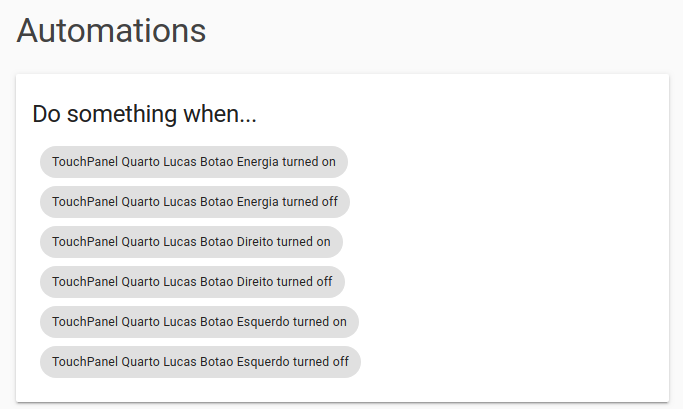 Automations
Do something when...
TouchPanel Quarto Lucas Botao Energia turned on
TouchPanel Quarto Lucas Botao Energia turned off
TouchPanel Quarto Lucas Botao Direito turned on
TouchPanel Quarto Lucas Botao Direito turned off
TouchPanel Quarto Lucas Botao Esquerdo turned on
TouchPanel Quarto Lucas Botao Esquerdo turned off